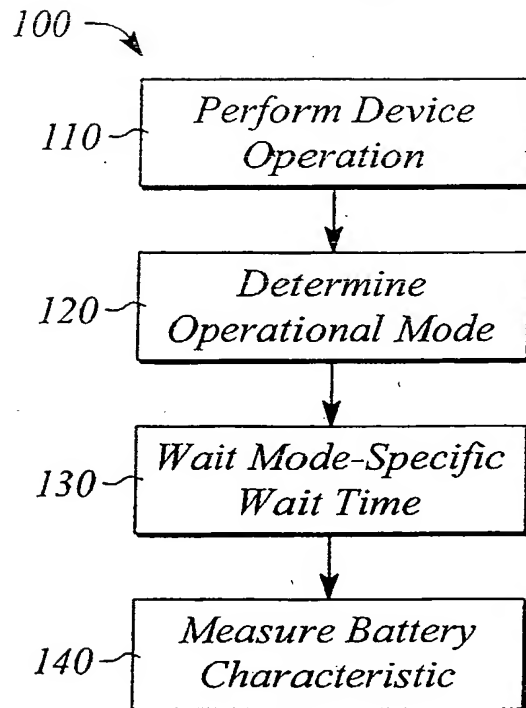 100
110
Perform Device
Operation
120
Determine
Operational Mode
130
Wait Mode-Specific
Wait Time
140
Measure Battery
Characteristic